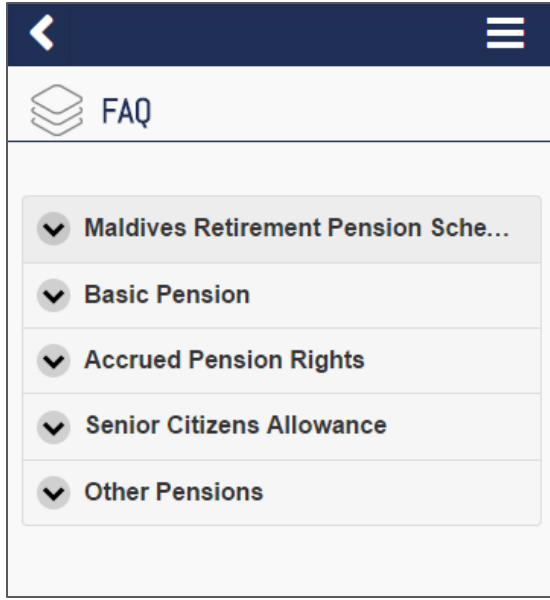 FAQ
Maldives Retirement Pension Sche...
Basic Pension
Accrued Pension Rights
Senior Citizens Allowance
Other Pensions